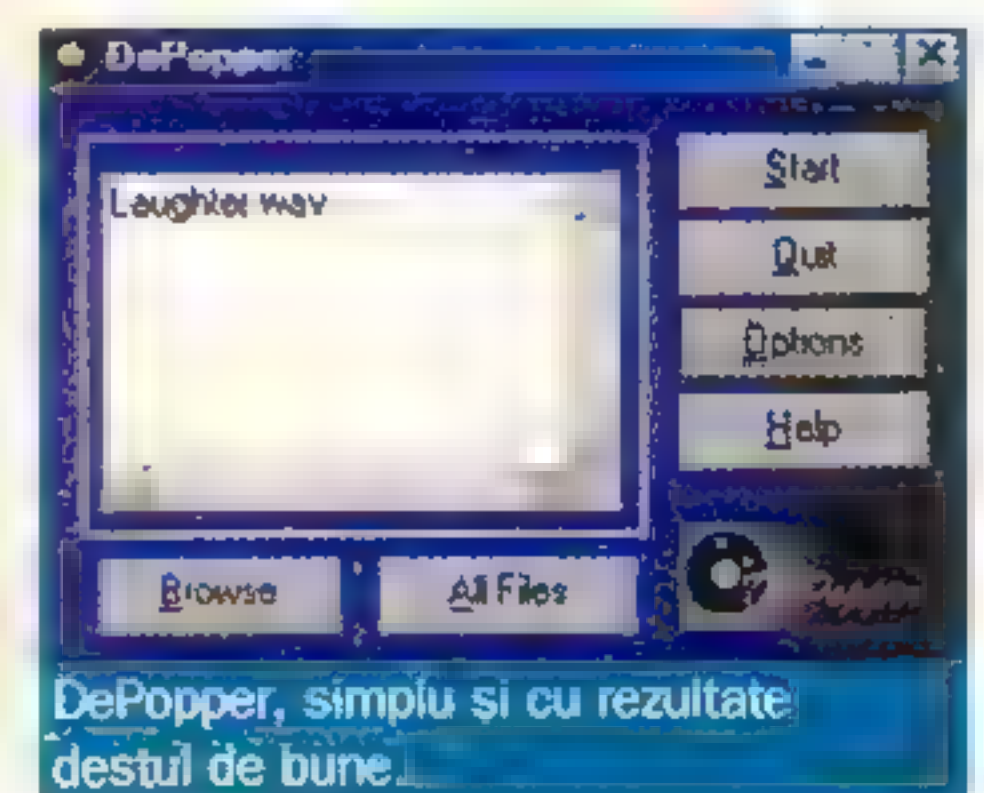 DePopper
Laughter.wav
Start
Quit
Options
Help
Browse
All Files
DePopper, simplu și cu rezultate
destul de bune.